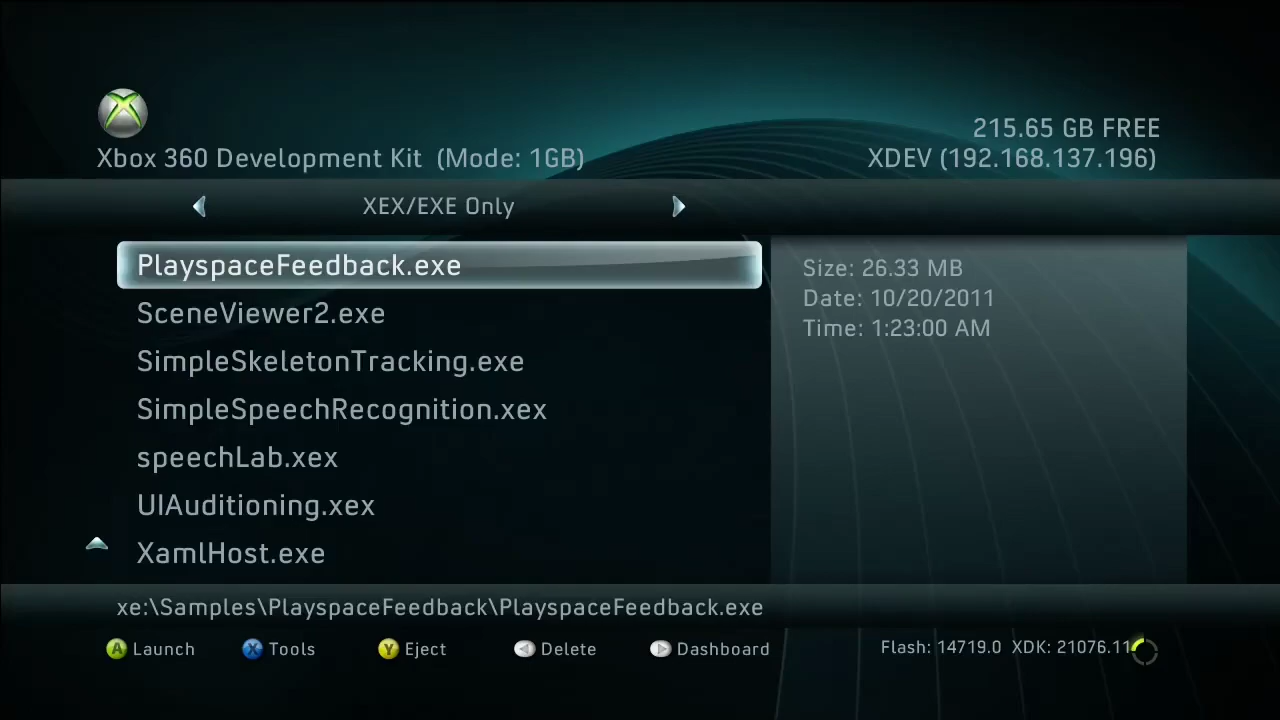 215.65 GB FREE
Xbox 360 Development Kit (Mode: 1GB)
XDEV (192.168.137.196)
XEX/EXE Only
PlayspaceFeedback.exe
SceneViewer2.exe
SimpleSkeletonTracking.exe
SimpleSpeechRecognition.xex
speechLab.xex
UIAuditioning.xex
XamlHost.exe
Size: 26.33 MB
Date: 10/20/2011
Time: 1:23:00 AM
xe:\Samples\PlayspaceFeedback\PlayspaceFeedback.exe
A Launch X Tools Y Eject Delete Dashboard Flash: 14719.0 XDK: 21076.11